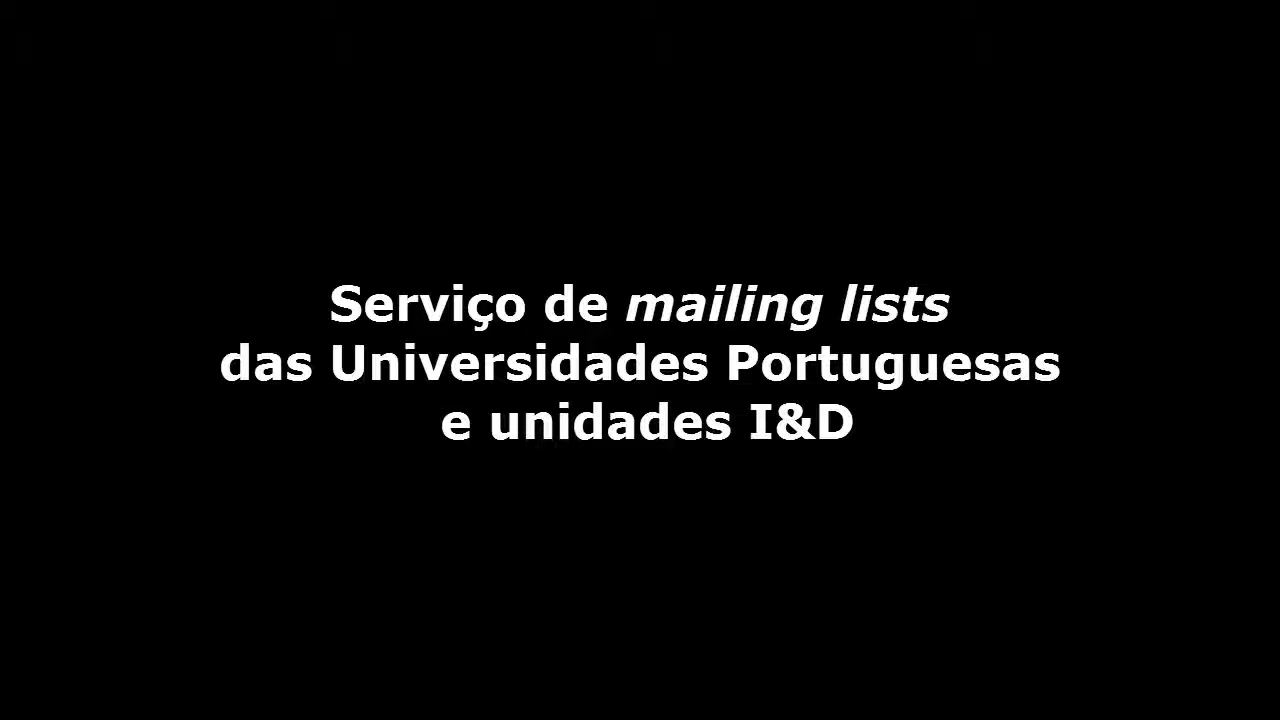 Serviço de mailing lists
das Universidades Portuguesas
e unidades I&D